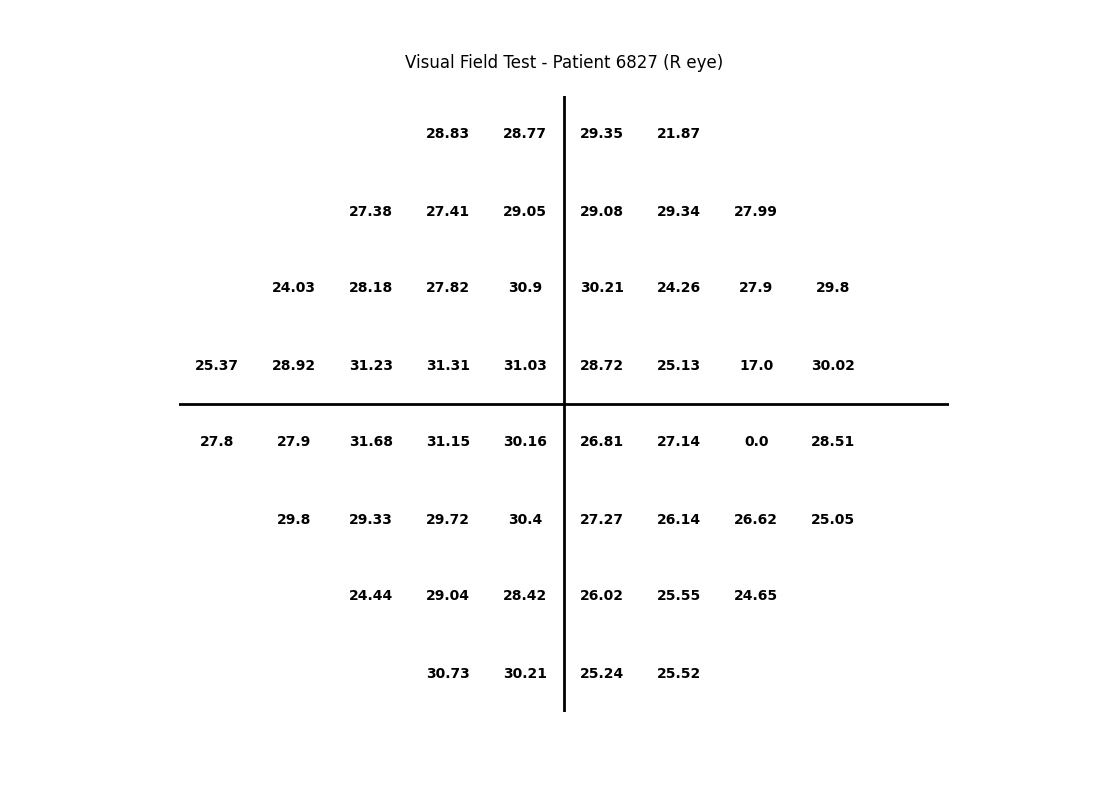 Visual Field Test - Patient 6827 (R eye)
28.83 28.77 29.35 21.87
27.38 27.41 29.05 29.08 29.34 27.99
24.03 28.18 27.82 30.9 30.21 24.26 27.9 29.8
25.37 28.92 31.23 31.31 31.03 28.72 25.13 17.0 30.02
27.8 27.9 31.68 31.15 30.16 26.81 27.14 0.0 28.51
29.8 29.33 29.72 30.4 27.27 26.14 26.62 25.05
24.44 29.04 28.42 26.02 25.55 24.65
30.73 30.21 25.24 25.52